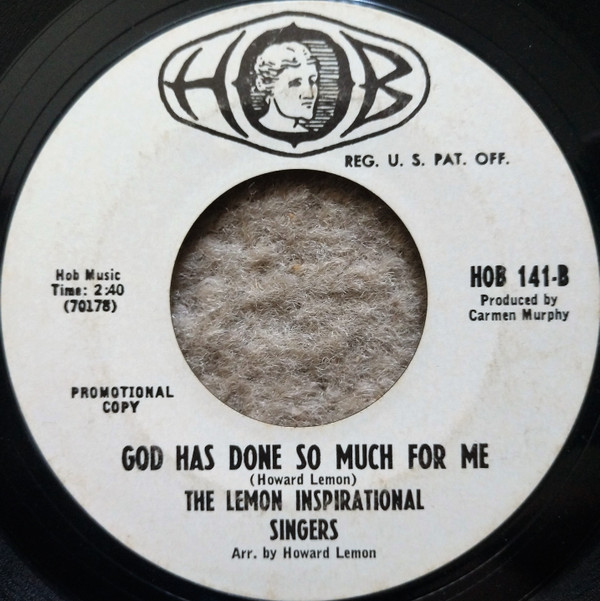 HOB
REG. U. S. PAT. OFF.
Hob Music
Time: 2:40
(70178)
HOB 141-B
Produced by
Carmen Murphy
PROMOTIONAL
COPY
GOD HAS DONE SO MUCH FOR ME
(Howard Lemon)
THE LEMON INSPIRATIONAL
SINGERS
Arr. by Howard Lemon